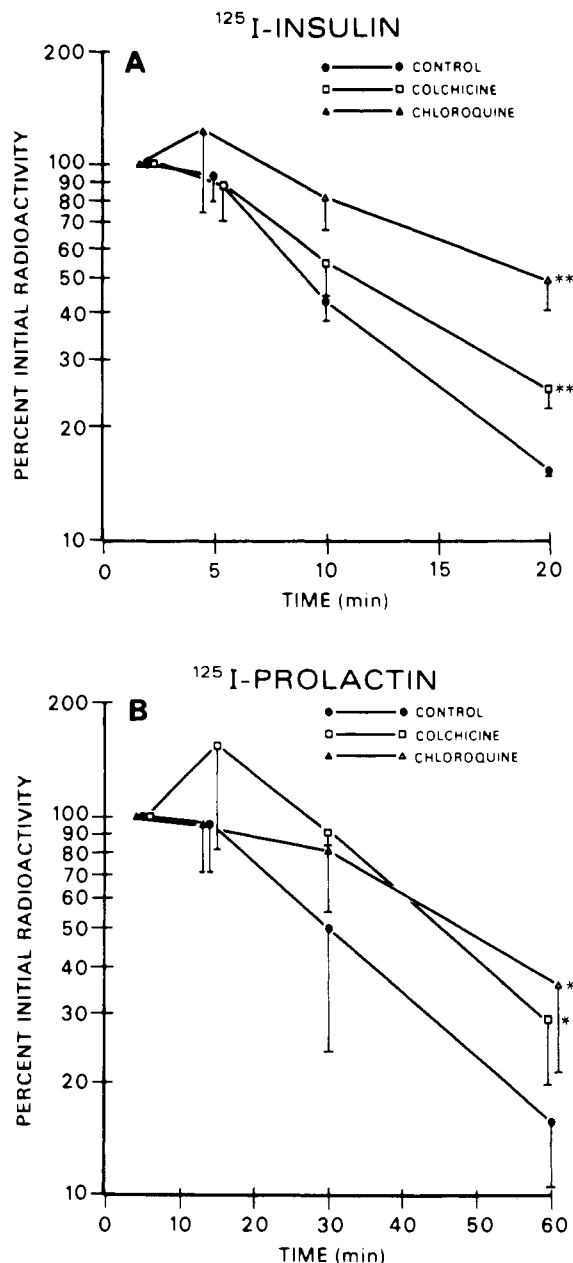 125 I-INSULIN
A
CONTROL
COLCHICINE
CHLOROQUINE
PERCENT INITIAL RADIOACTIVITY
200
100
90
80
70
60
50
40
30
20
10
**
**
0
5
10
15
20
TIME (min)
125 I-PROLACTIN
B
CONTROL
COLCHICINE
CHLOROQUINE
PERCENT INITIAL RADIOACTIVITY
200
100
90
80
70
60
50
40
30
20
10
*
*
0
10
20
30
40
50
60
TIME (min)